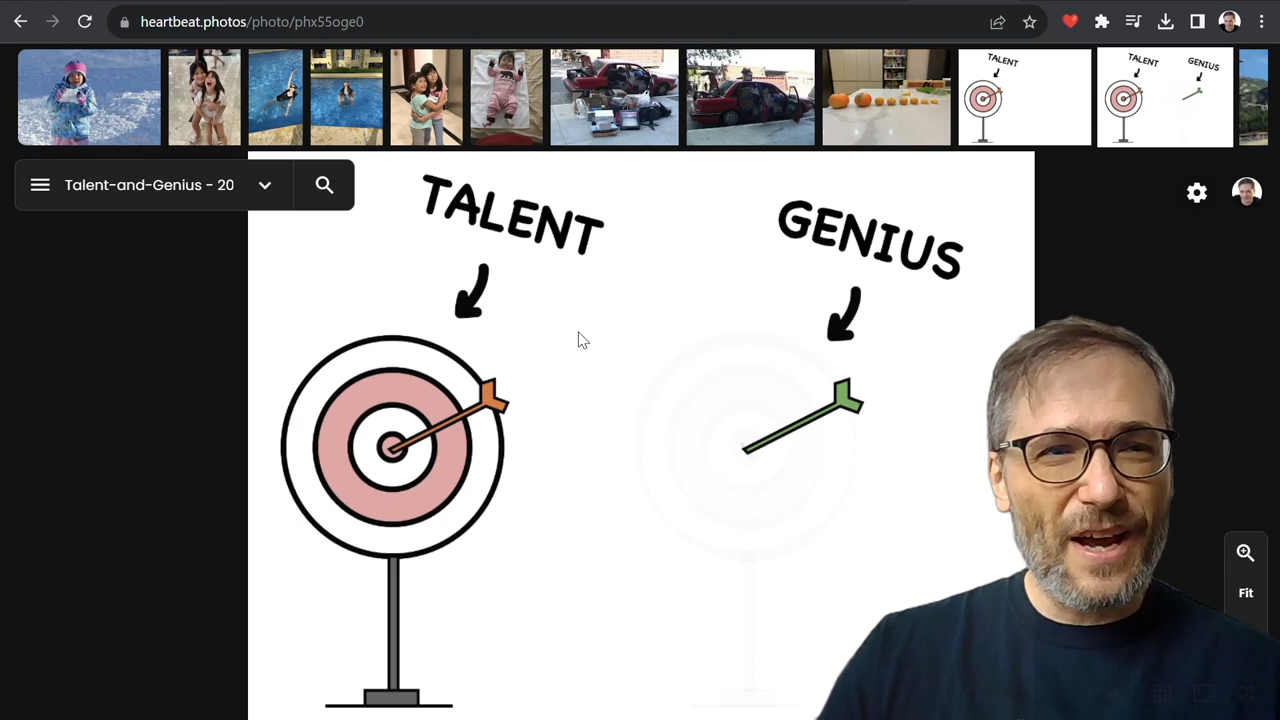 heartbeat.photos/photo/phx55oge0
TALENT
TALENT
GENIUS
Talent-and-Genius - 20
TALENT
GENIUS
Fit